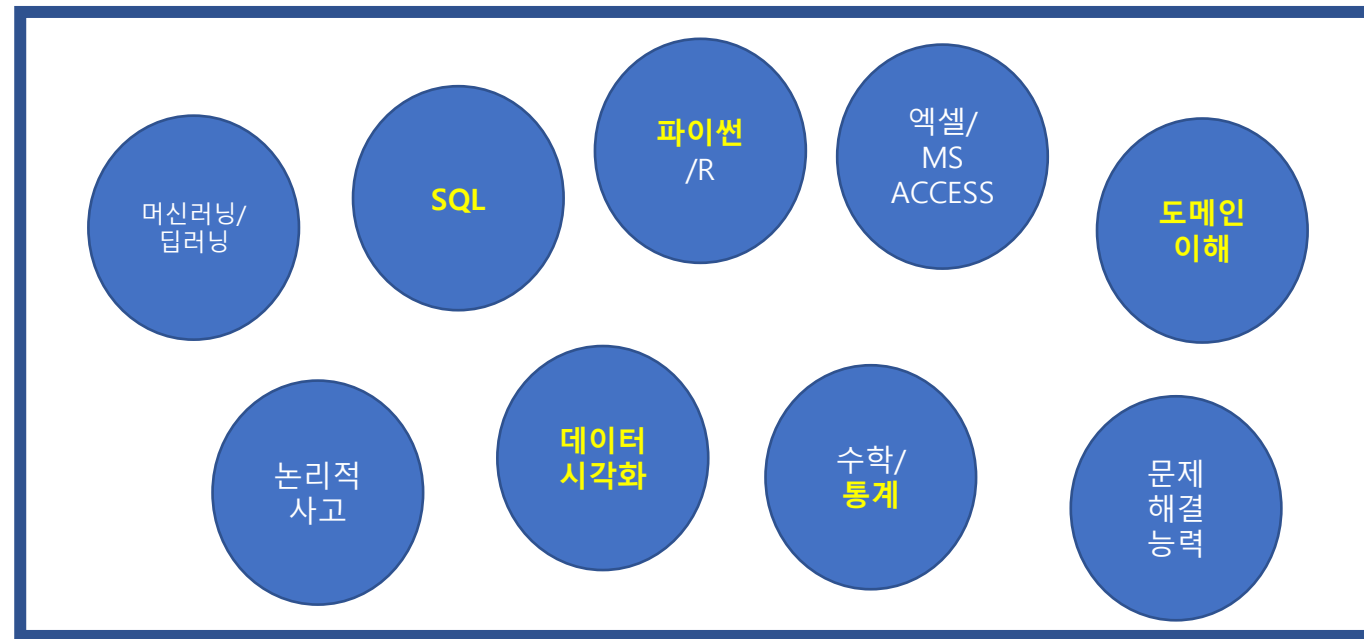 머신러닝/
딥러닝
SQL
파이썬
/R
엑셀/
MS
ACCESS
도메인
이해
논리적
사고
데이터
시각화
수학/
통계
문제
해결
능력